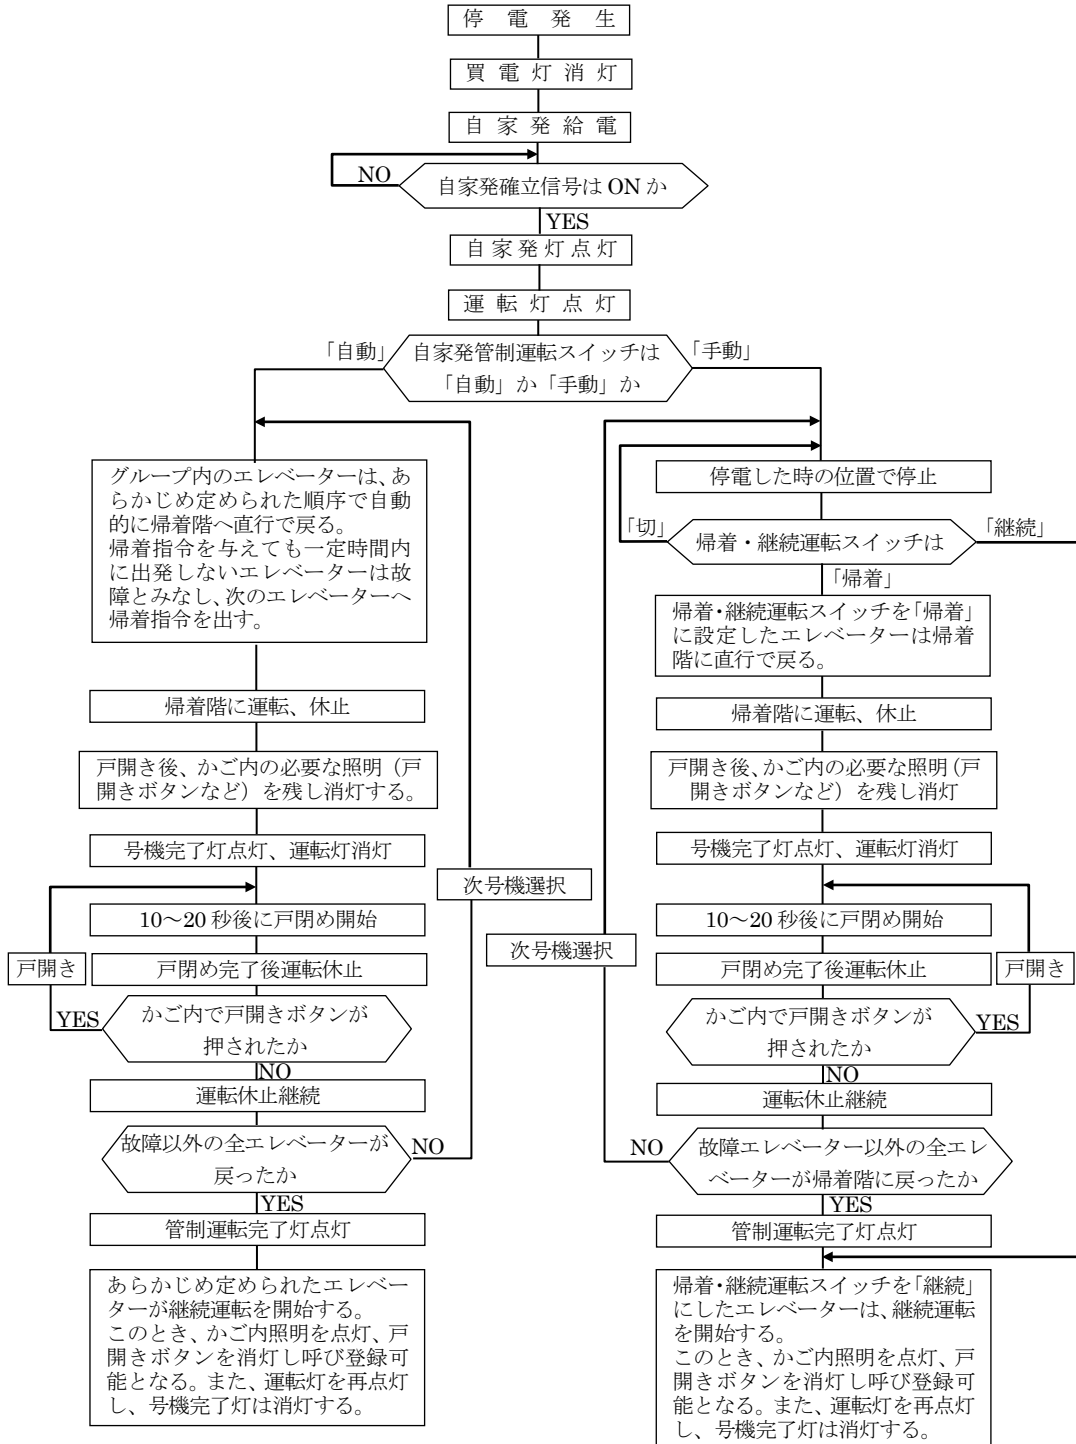 停電発生
買電灯消灯
自家発給電
NO
自家発確立信号は ON か
YES
自家発灯点灯
運転灯点灯
「自動」
自家発管制運転スイッチは
「自動」か「手動」か
「手動」
グループ内のエレベーターは、あ
らかじめ定められた順序で自動
的に帰着階へ直行で戻る。
帰着指令を与えても一定時間内
に出発しないエレベーターは故
障とみなし、次のエレベーターへ
帰着指令を出す。
帰着階に運転、休止
戸開き後、かご内の必要な照明（戸
開きボタンなど）を残し消灯する。
号機完了灯点灯、運転灯消灯
次号機選択
10～20 秒後に戸閉め開始
戸開き
戸閉め完了後運転休止
YES
かご内で戸開きボタンが
押されたか
NO
運転休止継続
故障以外の全エレベーターが
戻ったか
NO
YES
管制運転完了灯点灯
あらかじめ定められたエレベー
ターが継続運転を開始する。
このとき、かご内照明を点灯、戸
開きボタンを消灯し呼び登録可
能となる。また、運転灯を再点灯
し、号機完了灯は消灯する。
停電した時の位置で停止
「切」
帰着・継続運転スイッチは
「継続」
「帰着」
帰着・継続運転スイッチを「帰着」
に設定したエレベーターは帰着
階に直行で戻る。
帰着階に運転、休止
戸開き後、かご内の必要な照明（戸
開きボタンなど）を残し消灯
号機完了灯点灯、運転灯消灯
10～20 秒後に戸閉め開始
次号機選択
戸閉め完了後運転休止
戸開き
かご内で戸開きボタンが
押されたか
YES
NO
運転休止継続
NO
故障エレベーター以外の全エレ
ベーターが帰着階に戻ったか
YES
管制運転完了灯点灯
帰着・継続運転スイッチを「継続」
にしたエレベーターは、継続運転
を開始する。
このとき、かご内照明を点灯、戸
開きボタンを消灯し呼び登録可
能となる。また、運転灯を再点灯
し、号機完了灯は消灯する。